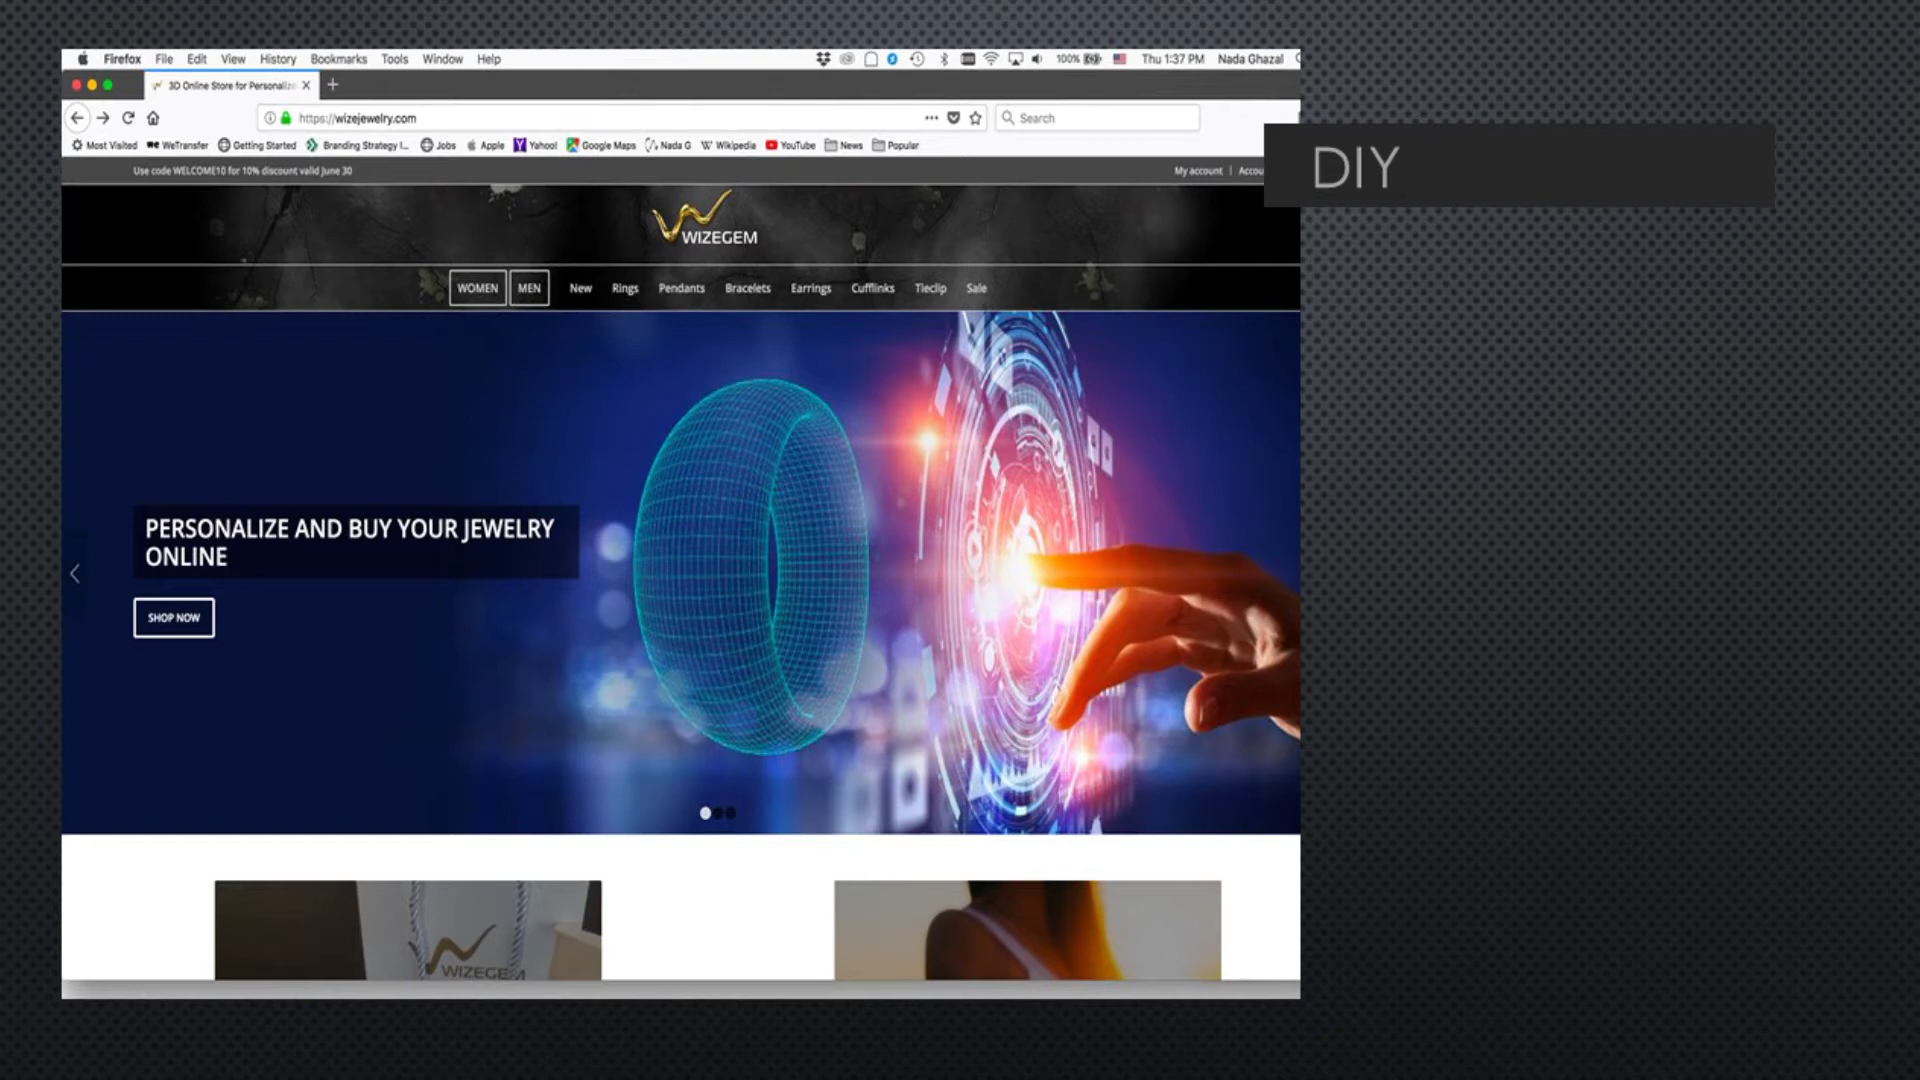 Firefox File Edit View History Bookmarks Tools Window Help 100% Thu 1:37 PM Nada Ghazal
3D Online Store for Personalize
https://wizejewelry.com Search
Most Visited WeTransfer Getting Started Branding Strategy I... Jobs Apple Yahoo! Google Maps Nada G Wikipedia YouTube News Popular
DIY
Use code WELCOME10 for 10% discount valid June 30 My account | Accou
WIZEGEM
WOMEN MEN New Rings Pendants Bracelets Earrings Cufflinks Tieclip Sale
PERSONALIZE AND BUY YOUR JEWELRY
ONLINE
SHOP NOW
WIZEGEM